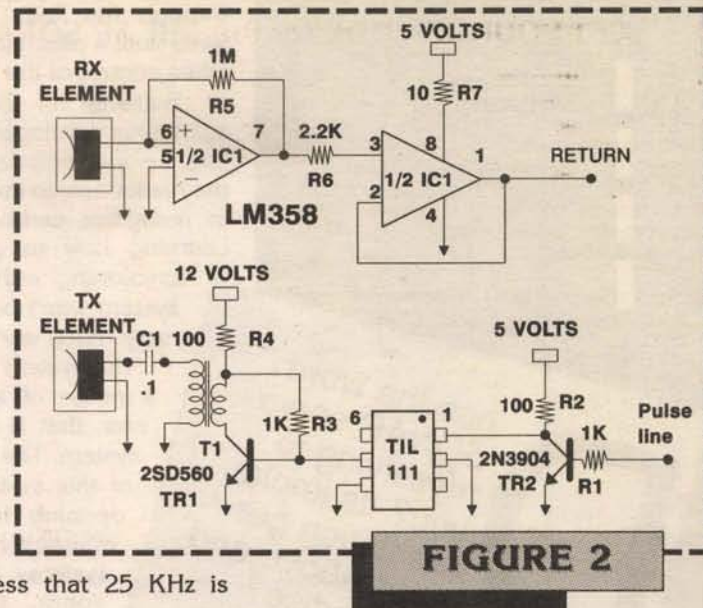 5 VOLTS
1M
RX
ELEMENT
R5
10 R7
6 + 7 2.2K 3 8 1
5 1/2 IC1 1/2 IC1 RETURN
- R6 2 4
LM358
12 VOLTS
TX
ELEMENT
C1 100 R4
.1
5 VOLTS
1K R3 6 1 100 R2 Pulse
line
T1 TIL 1K
2SD560 111 2N3904 R1
TR1 TR2
FIGURE 2
ess that 25 KHz is